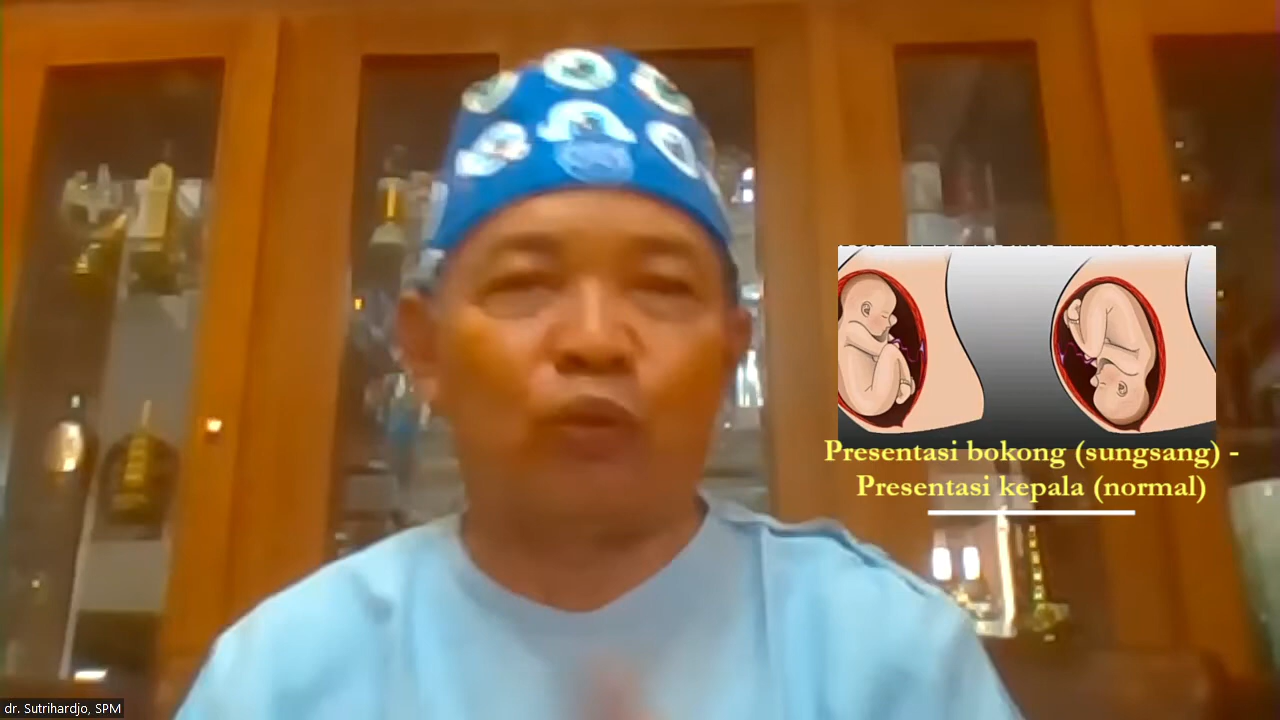 Presentasi bokong (sungsang) -
Presentasi kepala (normal)
dr. Sutrihardjo, SPM